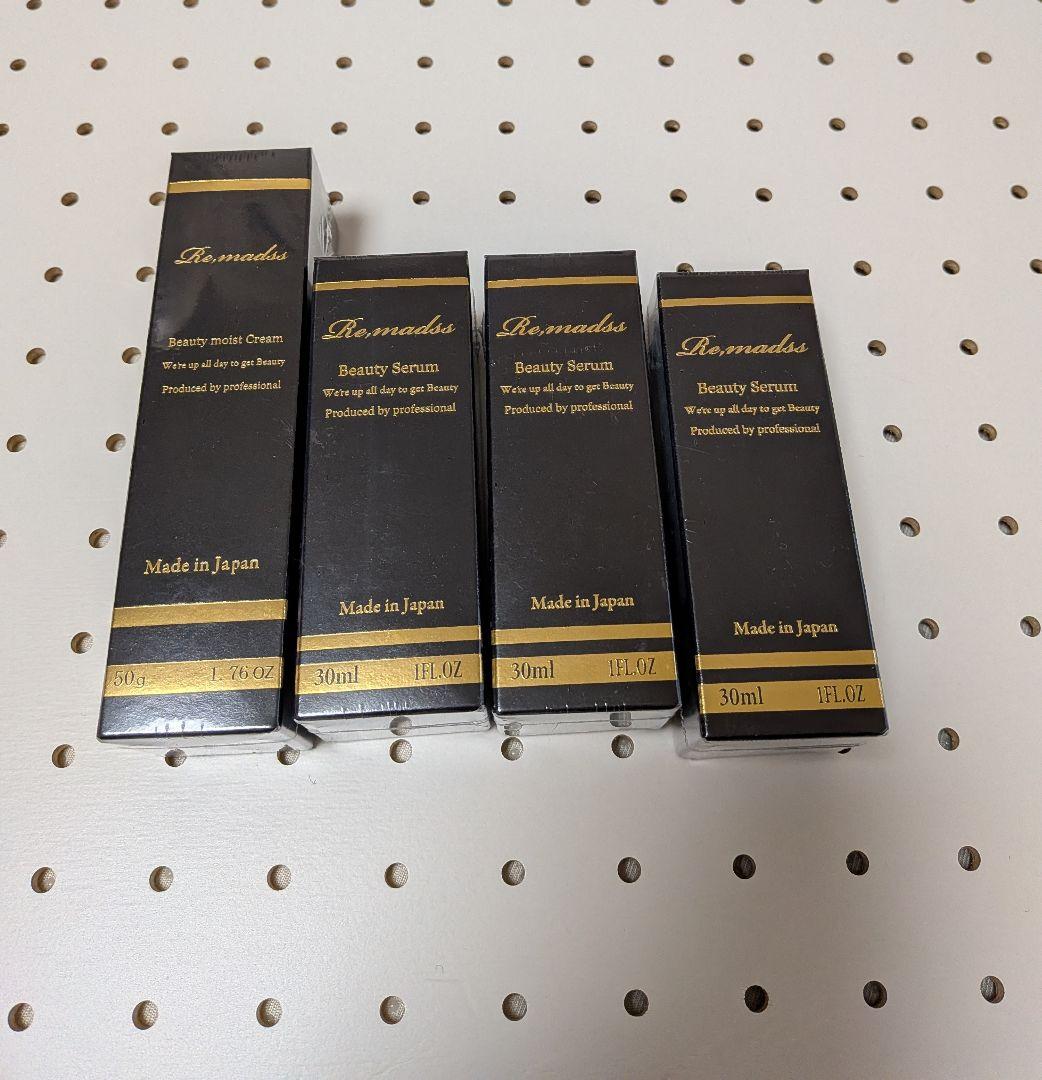 Re,madss
Beauty moist Cream
We're up all day to get Beauty
Produced by professional
Made in Japan
50g 1.76OZ
Re,madss
Beauty Serum
We're up all day to get Beauty
Produced by professional
Made in Japan
30ml 1FL.OZ
Re,madss
Beauty Serum
We're up all day to get Beauty
Produced by professional
Made in Japan
30ml 1FL.OZ
Re,madss
Beauty Serum
We're up all day to get Beauty
Produced by professional
Made in Japan
30ml 1FL.OZ